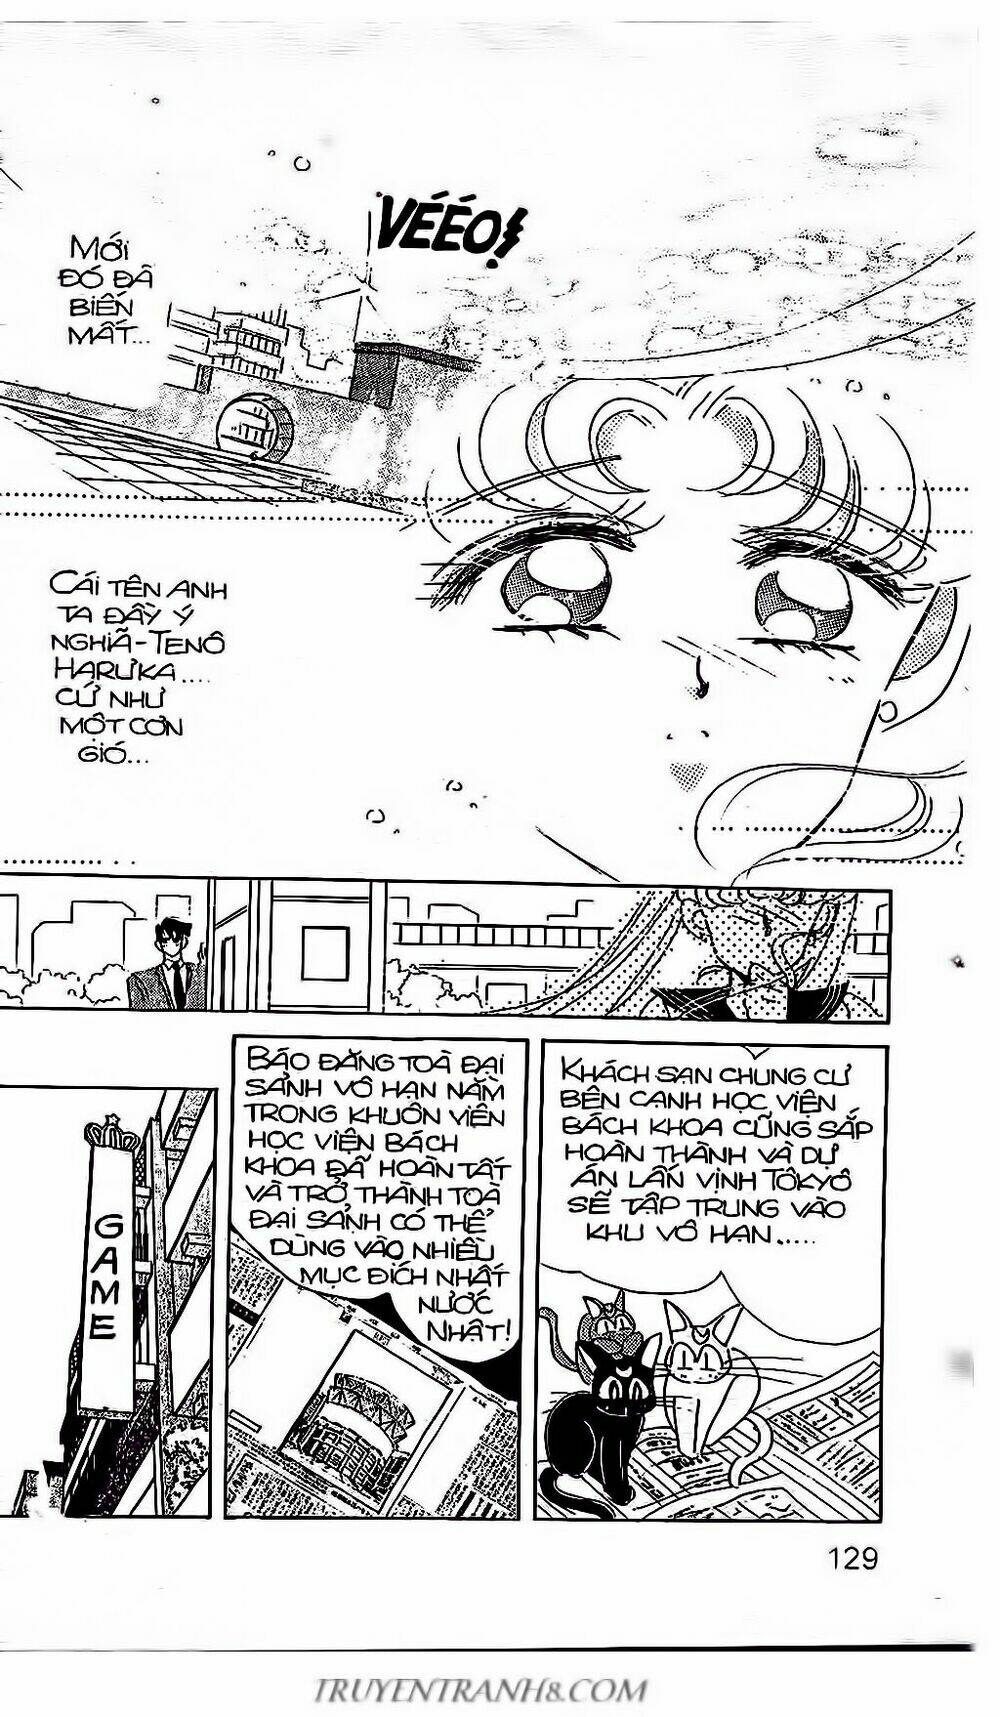 VÉÉO!
MỚI
ĐÓ ĐÃ
BIẾN
MẤT...
CÁI TÊN ANH
TA ĐẦY Ý
NGHIÃ-TENÔ
HARƯKA....
CỨ NHƯ
MỘT CƠN
GIÓ...
GAME
BÁO ĐĂNG TOÀ ĐẠI
SẢNH VÔ HẠN NẰM
TRONG KHUÔN VIÊN
HỌC VIỆN BÁCH
KHOA ĐÃ HOÀN TẤT
VÀ TRỞ THÀNH TOÀ
ĐẠI SẢNH CÓ THỂ
DÙNG VÀO NHIỀU
MỤC ĐÍCH NHẤT
NƯỚC
NHẬT!
KHÁCH SẠN CHUNG CƯ
BÊN CẠNH HỌC VIỆN
BÁCH KHOA CŨNG SẮP
HOÀN THÀNH VÀ DỰ
ÁN LẤN VỊNH TÔKYÔ
SẼ TẬP TRUNG VÀO
KHU VÔ HẠN.....
129
TRUYENTRANH8.COM